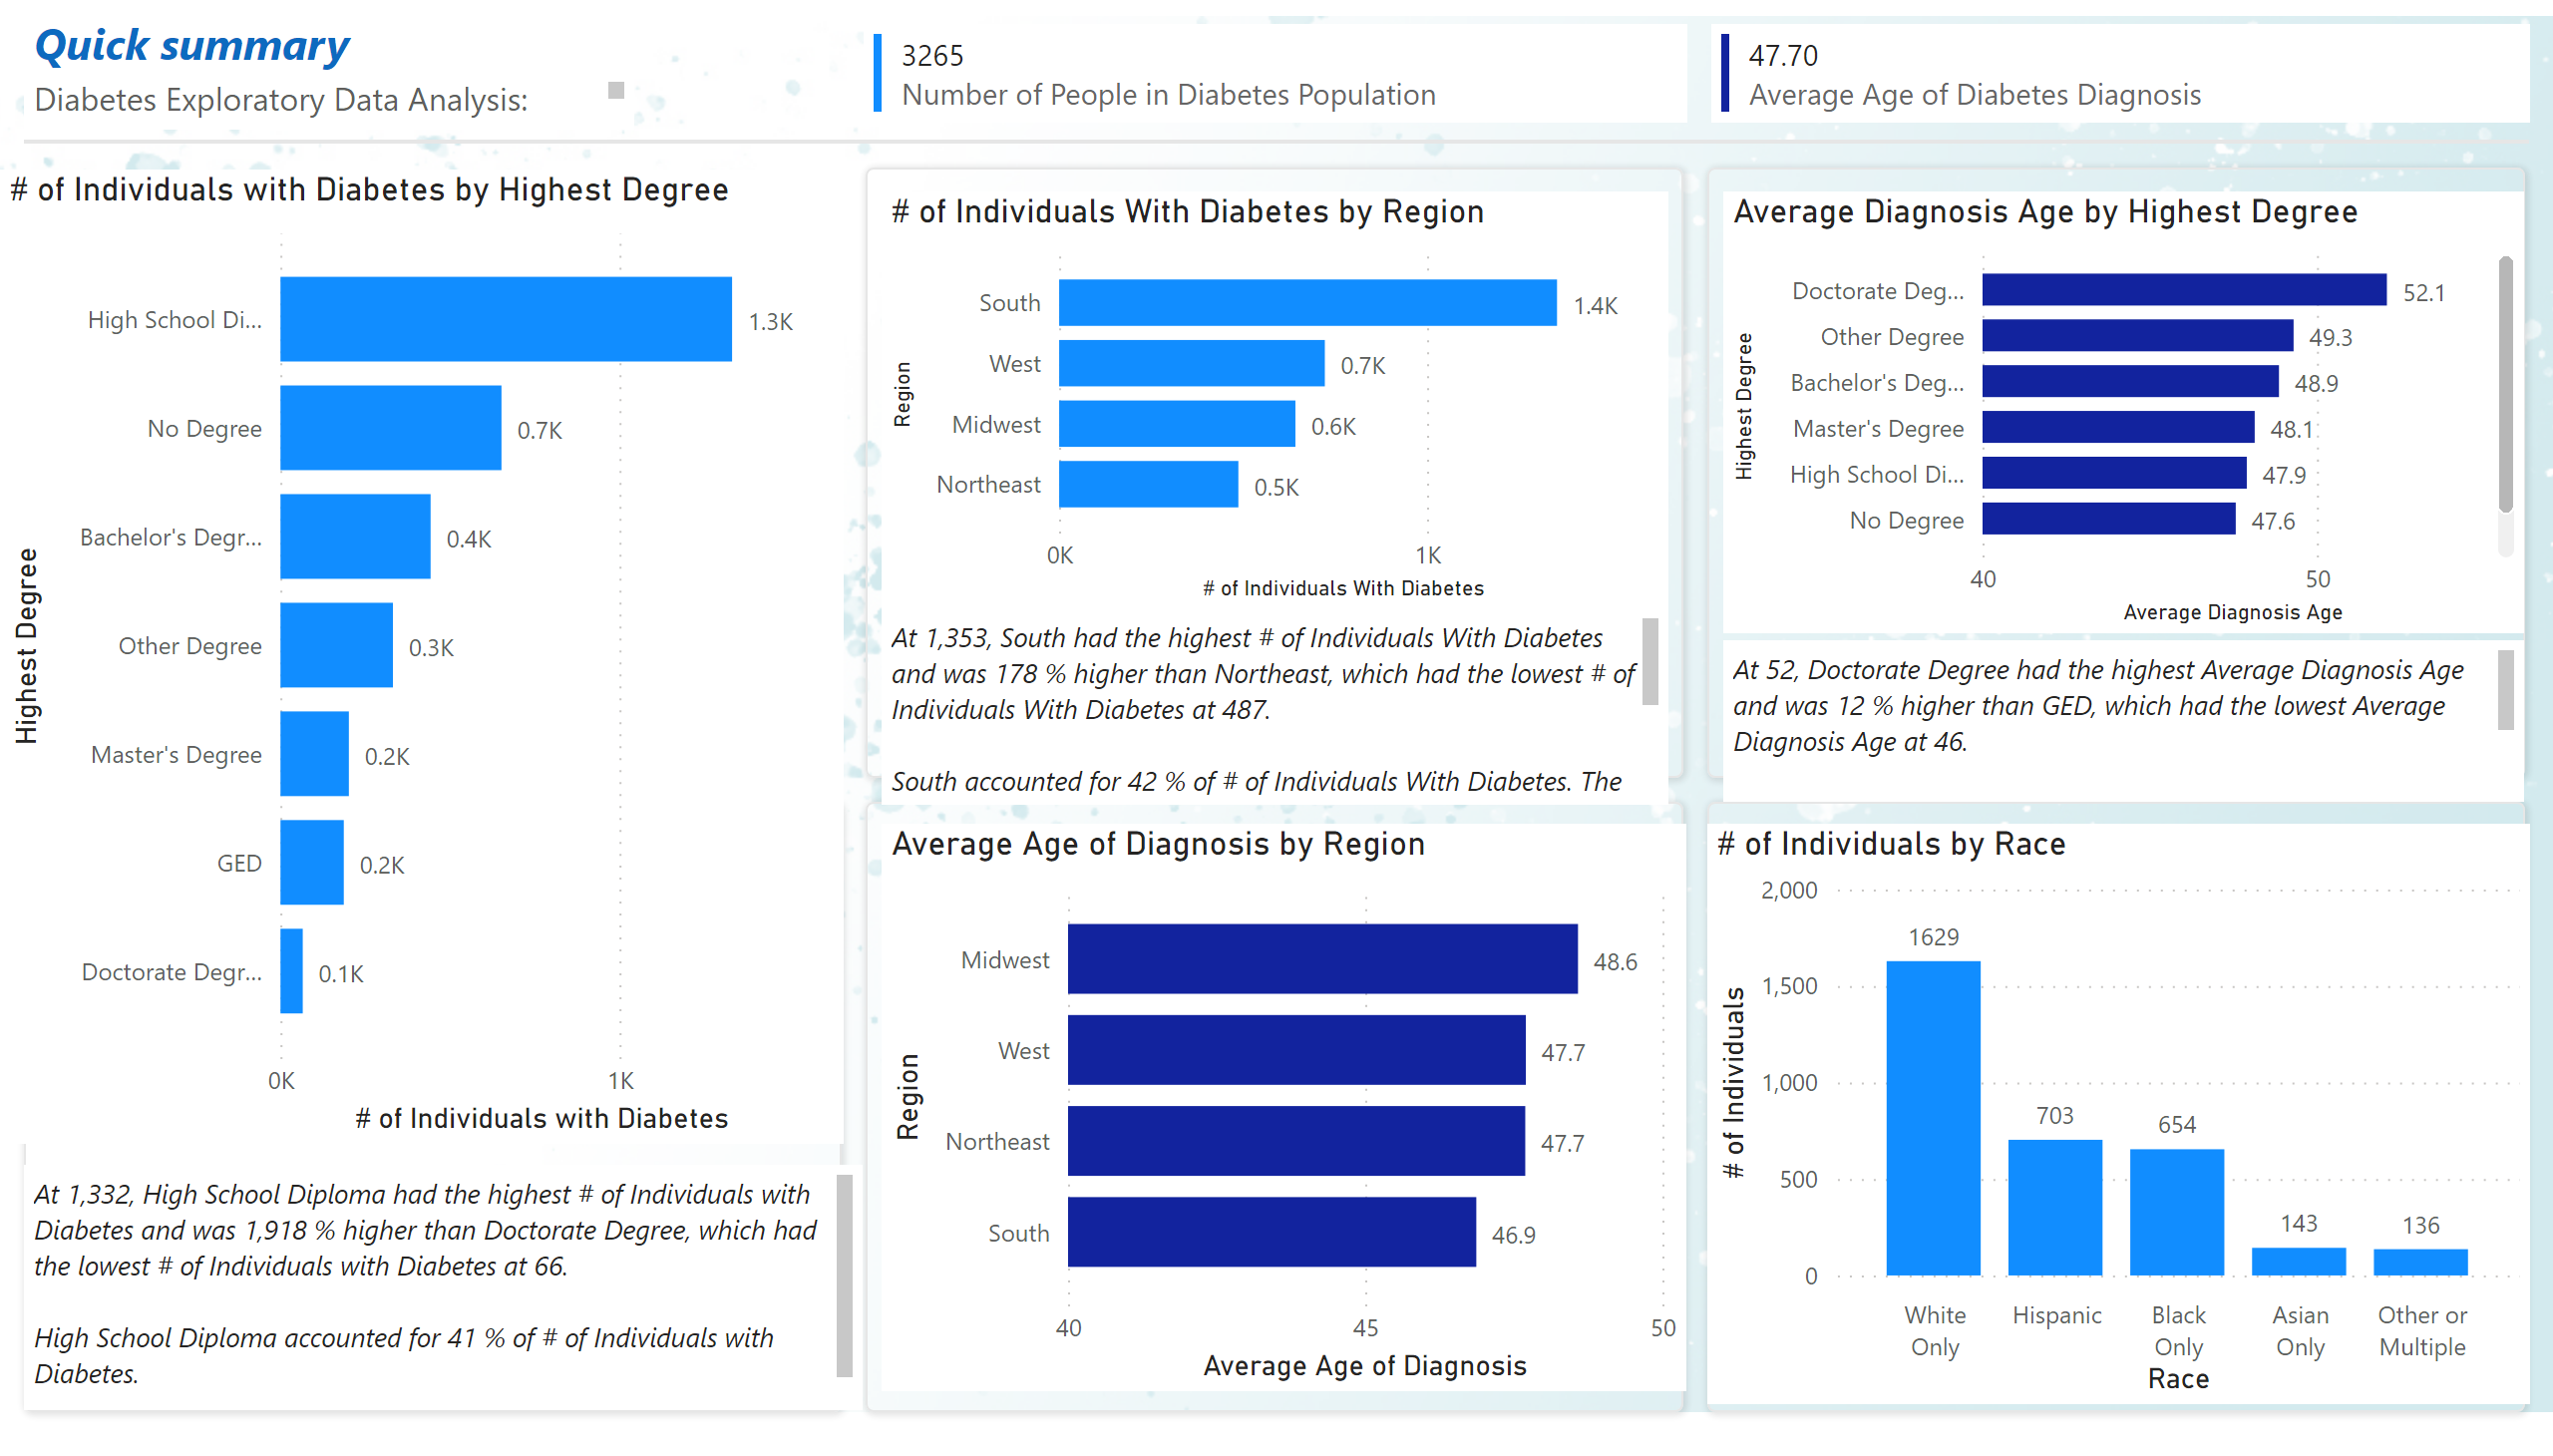 Quick summary
Diabetes Exploratory Data Analysis:
3265
Number of People in Diabetes Population
47.70
Average Age of Diabetes Diagnosis
# of Individuals with Diabetes by Highest Degree
Highest Degree
High School Di...
1.3K
No Degree
0.7K
Bachelor's Degr...
0.4K
Other Degree
0.3K
Master's Degree
0.2K
GED
0.2K
Doctorate Degr...
0.1K
0K
1K
# of Individuals with Diabetes
At 1,332, High School Diploma had the highest # of Individuals with
Diabetes and was 1,918 % higher than Doctorate Degree, which had
the lowest # of Individuals with Diabetes at 66.
High School Diploma accounted for 41 % of # of Individuals with
Diabetes.
# of Individuals With Diabetes by Region
Region
South
1.4K
West
0.7K
Midwest
0.6K
Northeast
0.5K
0K
1K
# of Individuals With Diabetes
At 1,353, South had the highest # of Individuals With Diabetes
and was 178 % higher than Northeast, which had the lowest # of
Individuals With Diabetes at 487.
South accounted for 42 % of # of Individuals With Diabetes. The
Average Diagnosis Age by Highest Degree
Highest Degree
Doctorate Deg...
52.1
Other Degree
49.3
Bachelor's Deg...
48.9
Master's Degree
48.1
High School Di...
47.9
No Degree
47.6
40
50
Average Diagnosis Age
At 52, Doctorate Degree had the highest Average Diagnosis Age
and was 12 % higher than GED, which had the lowest Average
Diagnosis Age at 46.
Average Age of Diagnosis by Region
Region
Midwest
48.6
West
47.7
Northeast
47.7
South
46.9
40
45
50
Average Age of Diagnosis
# of Individuals by Race
# of Individuals
2,000
1,500
1,000
500
0
1629
703
654
143
136
White Only
Hispanic
Black Only
Asian Only
Other or Multiple
Race